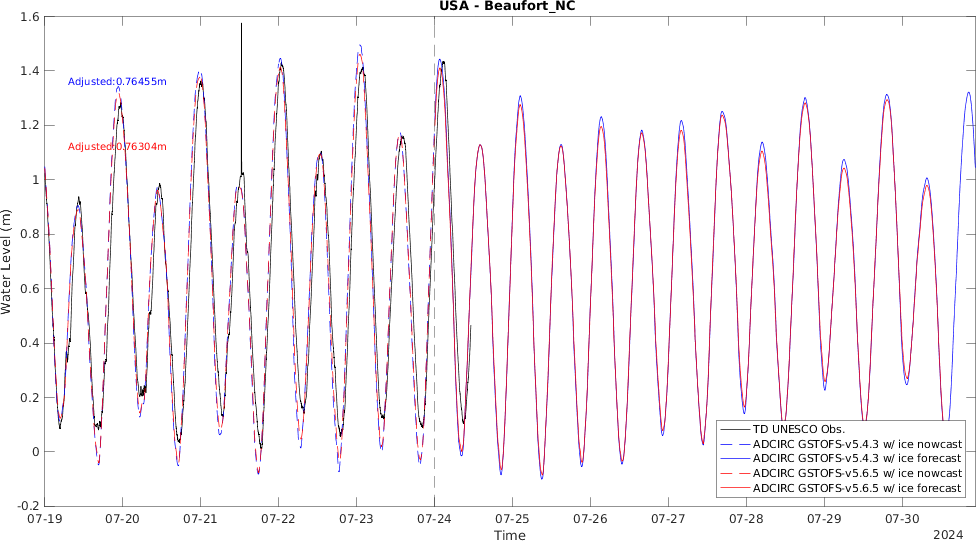 USA - Beaufort_NC
1.6
1.4
1.2
1
0.8
0.6
0.4
0.2
0
-0.2
Water Level (m)
Adjusted:0.76455m
Adjusted:0.76304m
TD UNESCO Obs.
ADCIRC GSTOFS-v5.4.3 w/ ice nowcast
ADCIRC GSTOFS-v5.4.3 w/ ice forecast
ADCIRC GSTOFS-v5.6.5 w/ ice nowcast
ADCIRC GSTOFS-v5.6.5 w/ ice forecast
07-19 07-20 07-21 07-22 07-23 07-24 07-25 07-26 07-27 07-28 07-29 07-30
Time
2024